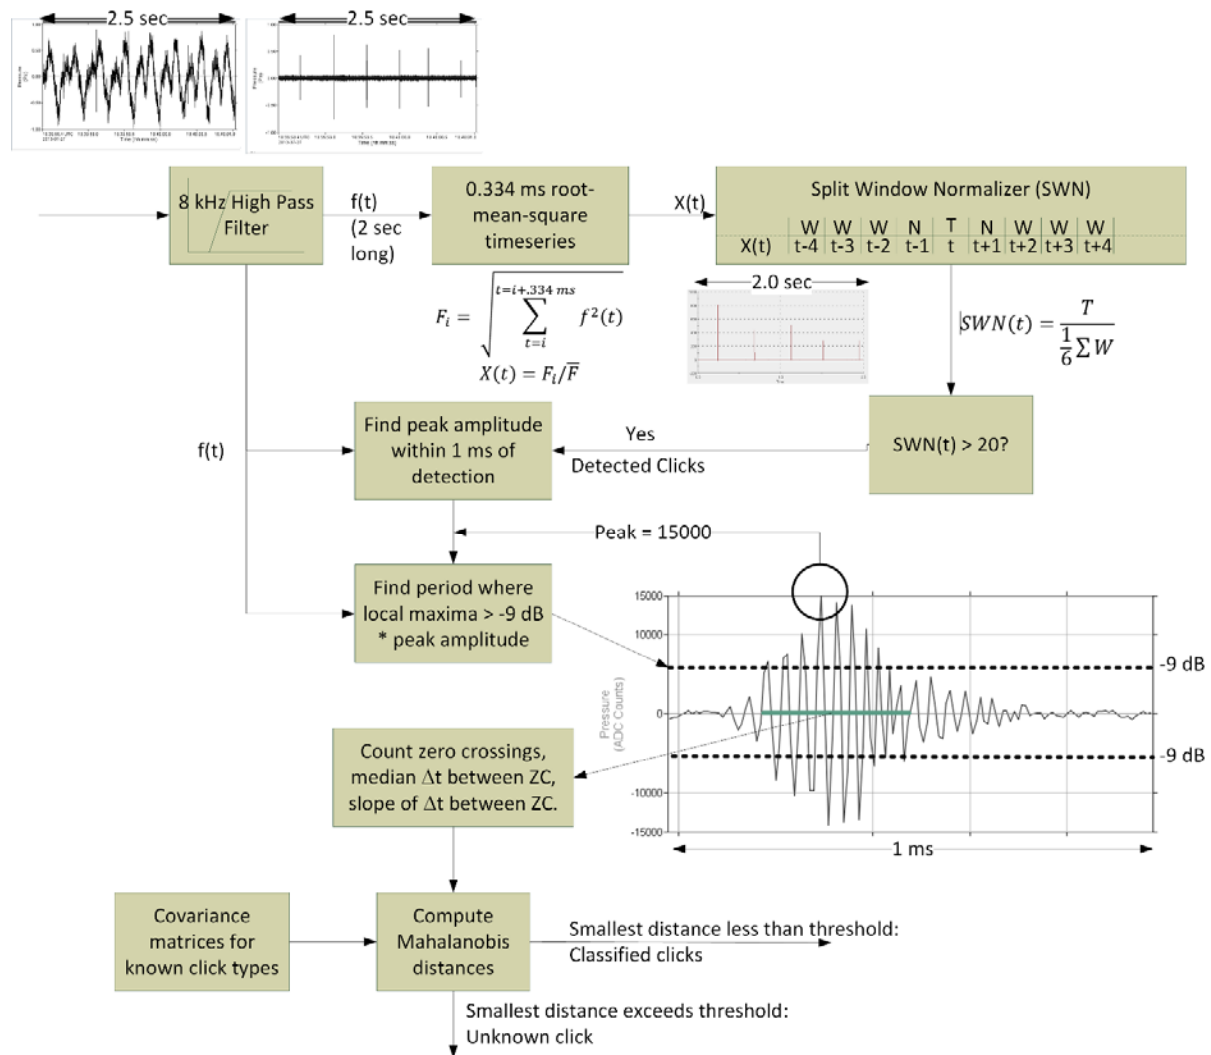 2.5 sec
2.5 sec
8 kHz High Pass
Filter
f(t)
(2 sec
long)
0.334 ms root-
mean-square
timeseries
X(t)
Split Window Normalizer (SWN)
W W W N T N W W W
X(t) t-4 t-3 t-2 t-1 t t+1 t+2 t+3 t+4
F_i = √(∑_{t=i}^{t=i+.334 ms} f²(t))
X(t) = F_i/F̅
2.0 sec
SWN(t) = T / (1/6 ∑ W)
f(t)
Find peak amplitude
within 1 ms of
detection
Yes
Detected Clicks
SWN(t) > 20?
Peak = 15000
Find period where
local maxima > -9 dB
* peak amplitude
15000
10000
0
-10000
-15000
Pressure
(ADC Counts)
-9 dB
-9 dB
1 ms
Count zero crossings,
median Δt between ZC,
slope of Δt between ZC.
Covariance
matrices for
known click types
Compute
Mahalanobis
distances
Smallest distance less than threshold:
Classified clicks
Smallest distance exceeds threshold:
Unknown click